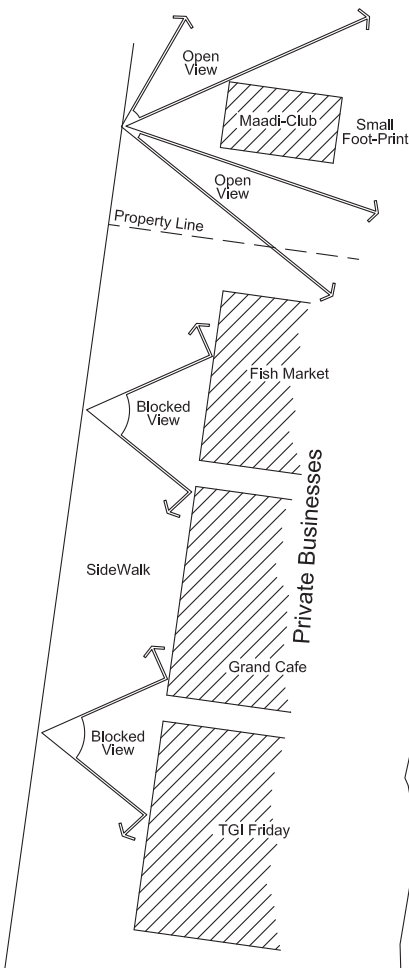 Open
View
Maadi-Club
Small
Foot-Print
Open
View
Property Line
Fish Market
Blocked
View
Private Businesses
SideWalk
Grand Cafe
Blocked
View
TGI Friday